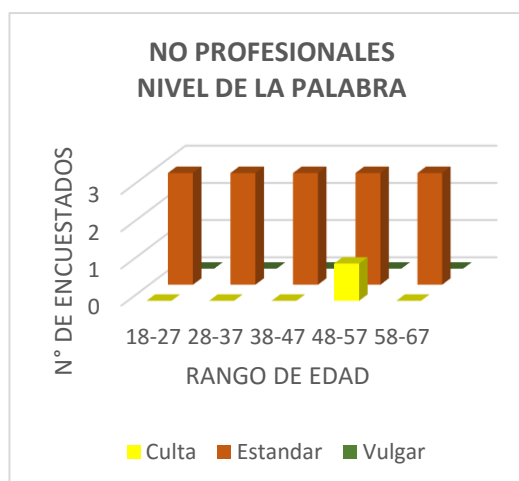 NO PROFESIONALES
NIVEL DE LA PALABRA
N° DE ENCUESTADOS
3
2
1
0
18-27 28-37 38-47 48-57 58-67
RANGO DE EDAD
Culta Estandar Vulgar